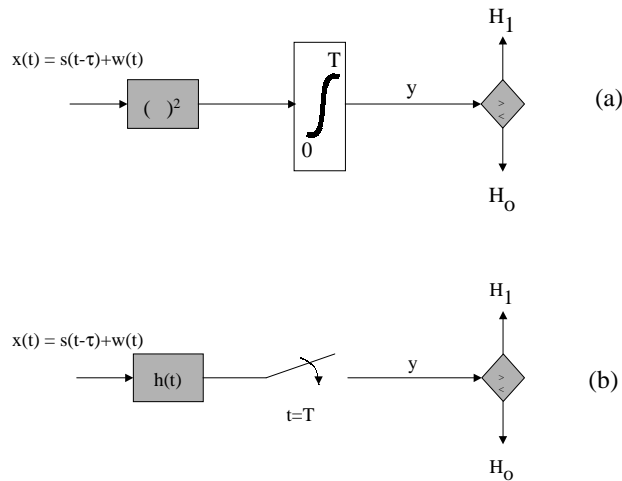 H1
x(t) = s(t-τ)+w(t)
T
( )²
∫
y
>
<
(a)
0
Ho
H1
x(t) = s(t-τ)+w(t)
y
h(t)
>
<
(b)
t=T
Ho